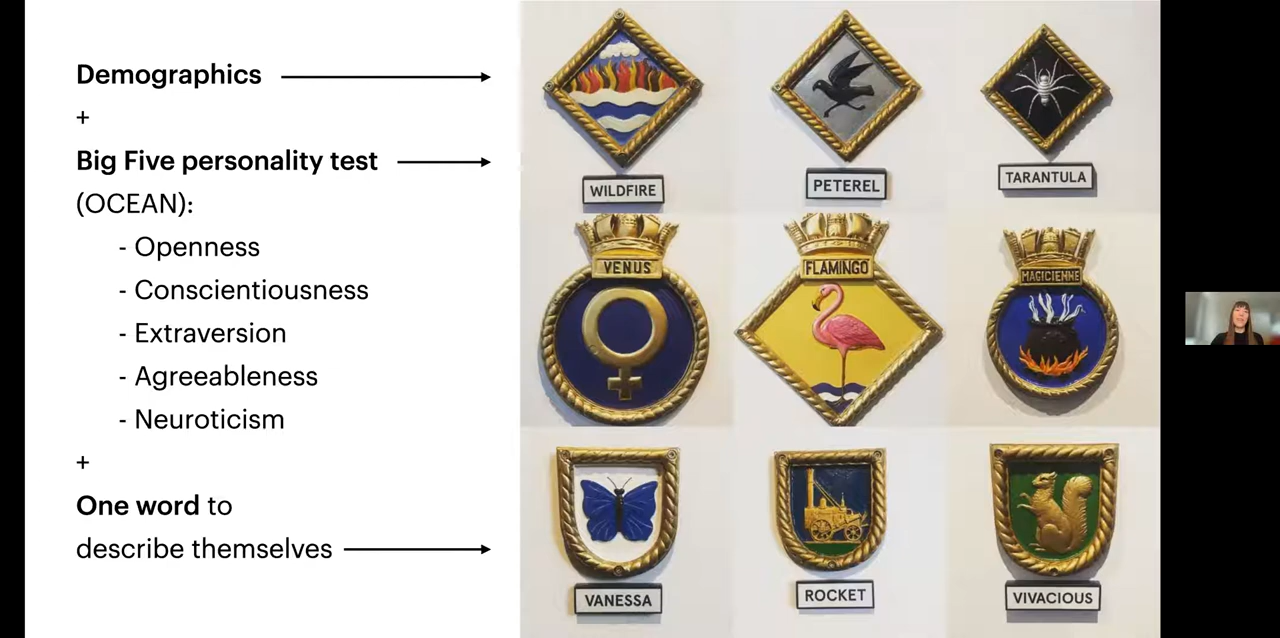 Demographics
+
Big Five personality test
(OCEAN):
- Openness
- Conscientiousness
- Extraversion
- Agreeableness
- Neuroticism
+
One word to
describe themselves
WILDFIRE
PETEREL
TARANTULA
VENUS
FLAMINGO
MAGICIENNE
VANESSA
ROCKET
VIVACIOUS